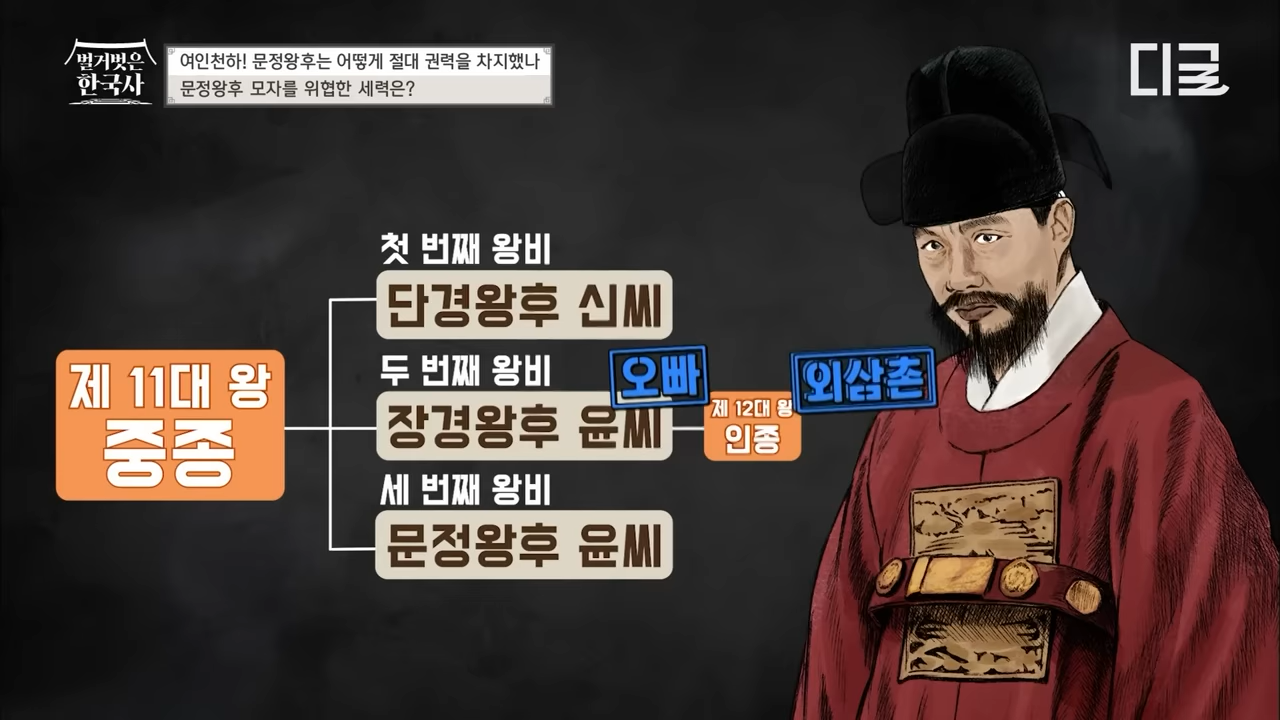 벌거벗은
한국사
여인천하! 문정왕후는 어떻게 절대 권력을 차지했나
문정왕후 모자를 위협한 세력은?
디글
첫 번째 왕비
단경왕후 신씨
제 11대 왕
중종
두 번째 왕비
장경왕후 윤씨
오빠
제 12대 왕
인종
외삼촌
세 번째 왕비
문정왕후 윤씨